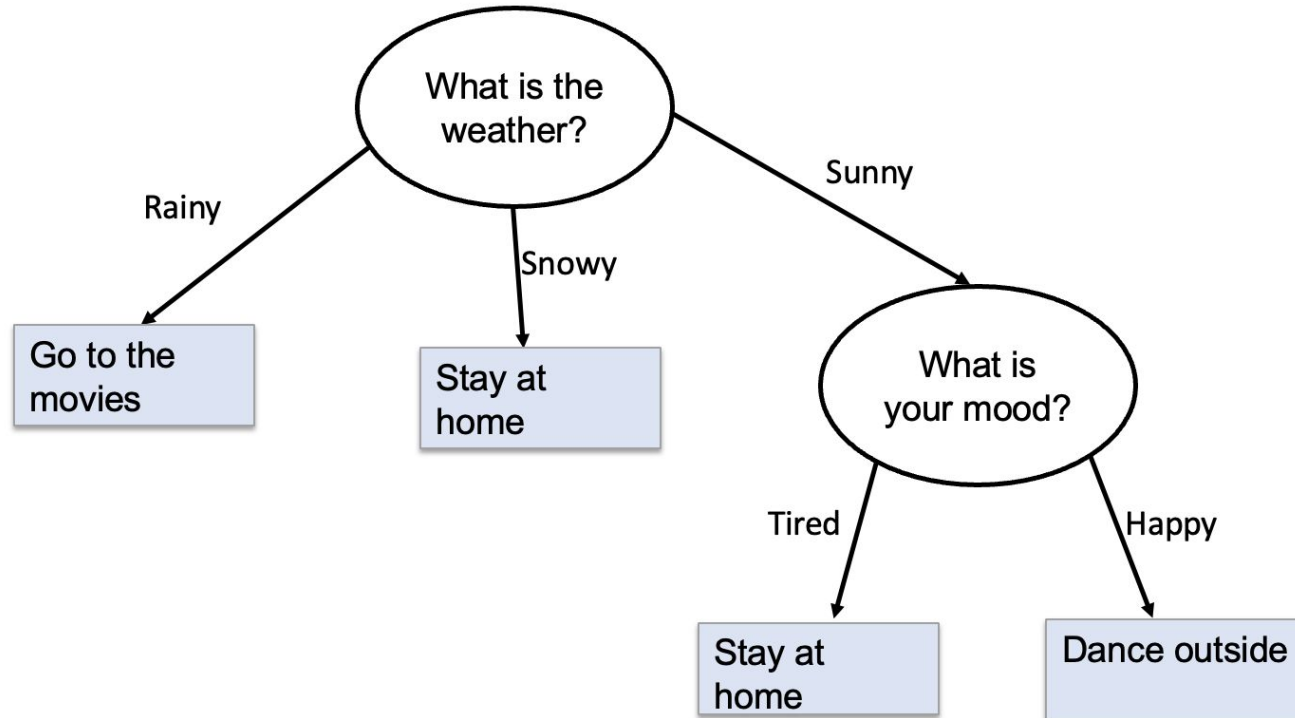 What is the
weather?
Rainy
Snowy
Sunny
Go to the
movies
Stay at
home
What is
your mood?
Tired
Happy
Stay at
home
Dance outside